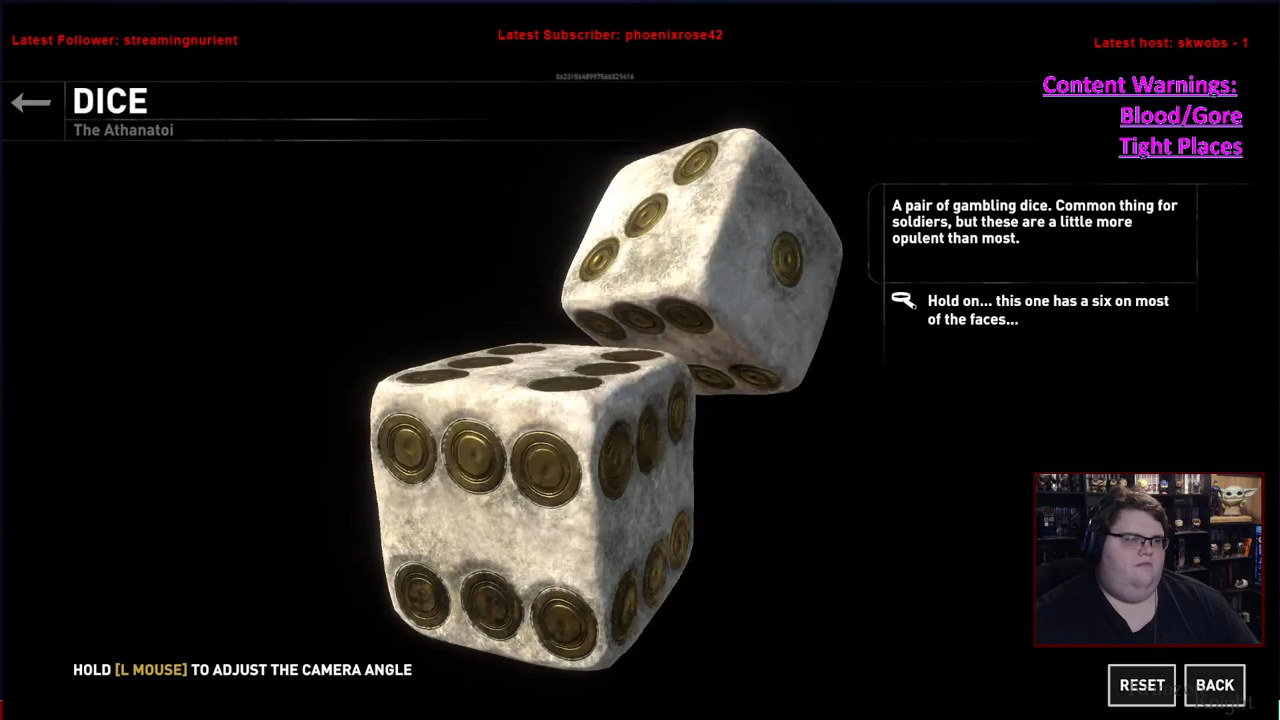 Latest Follower: streamingnurient
Latest Subscriber: phoenixrose42
Latest host: skwobs - 1
DICE
The Athanatoi
Content Warnings:
Blood/Gore
Tight Places
A pair of gambling dice. Common thing for
soldiers, but these are a little more
opulent than most.
Hold on... this one has a six on most
of the faces...
HOLD [L MOUSE] TO ADJUST THE CAMERA ANGLE
RESET
BACK